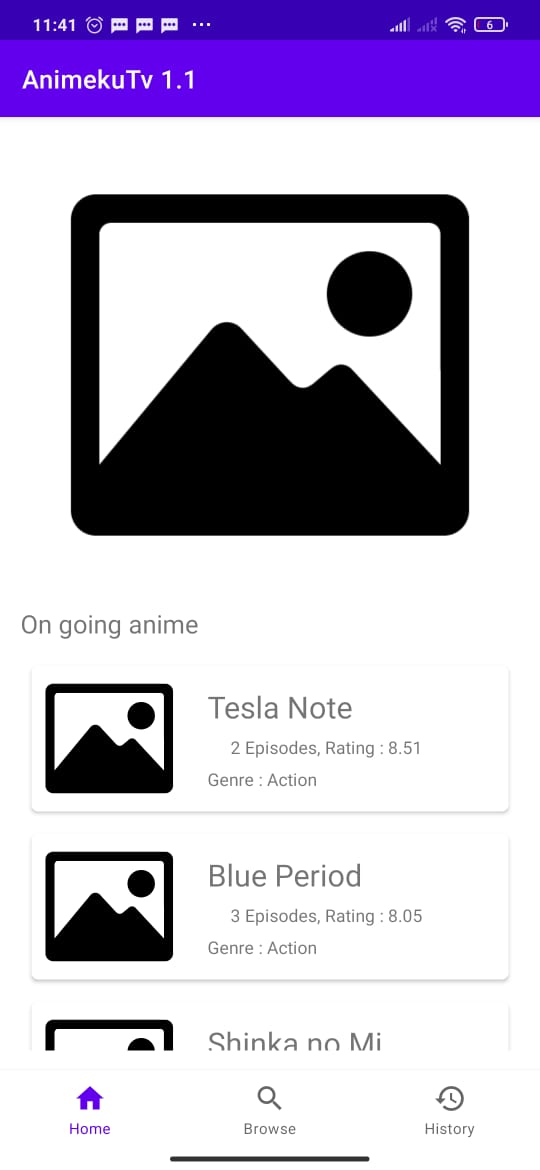 11:41
6
AnimekuTv 1.1
On going anime
Tesla Note
2 Episodes, Rating : 8.51
Genre : Action
Blue Period
3 Episodes, Rating : 8.05
Genre : Action
Shinka no Mi
Home
Browse
History